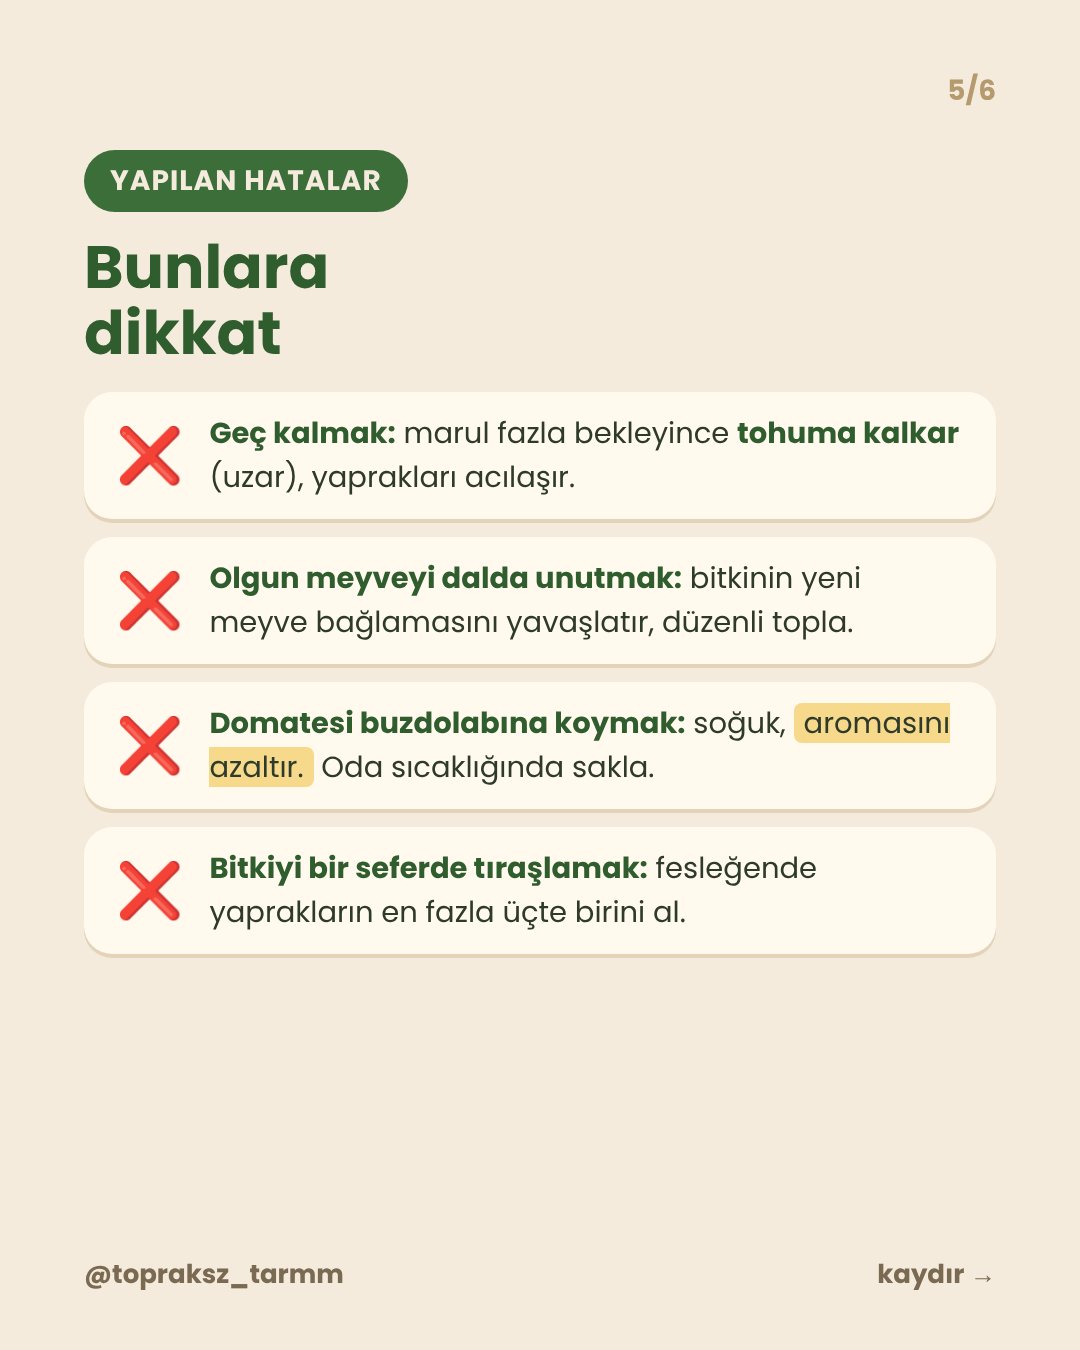 5/6
YAPILAN HATALAR
Bunlara
dikkat
Geç kalmak: marul fazla bekleyince tohuma kalkar
(uzar), yaprakları acılaşır.
Olgun meyveyi dalda unutmak: bitkinin yeni
meyve bağlamasını yavaşlatır, düzenli topla.
Domatesi buzdolabına koymak: soğuk, aromasını
azaltır. Oda sıcaklığında sakla.
Bitkiyi bir seferde tıraşlamak: fesleğende
yaprakların en fazla üçte birini al.
@topraksz_tarmm
kaydır →